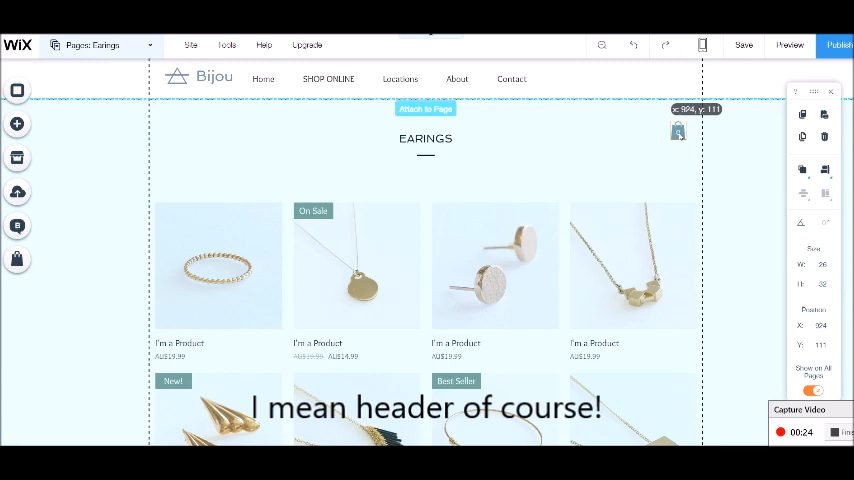 WiX
Pages: Earings
Site
Tools
Help
Upgrade
Save
Preview
Publish
Bijou
Home
SHOP ONLINE
Locations
About
Contact
Attach to Page
x: 924, y: 111
EARINGS
0
0°
On Sale
Size
W: 26
H: 32
Position
X: 924
Y: 111
I'm a Product
I'm a Product
I'm a Product
I'm a Product
AU$19.99
AU$19.99 AU$14.99
AU$19.99
AU$19.99
Show on All
Pages
New!
Best Seller
I mean header of course!
Capture Video
00:24